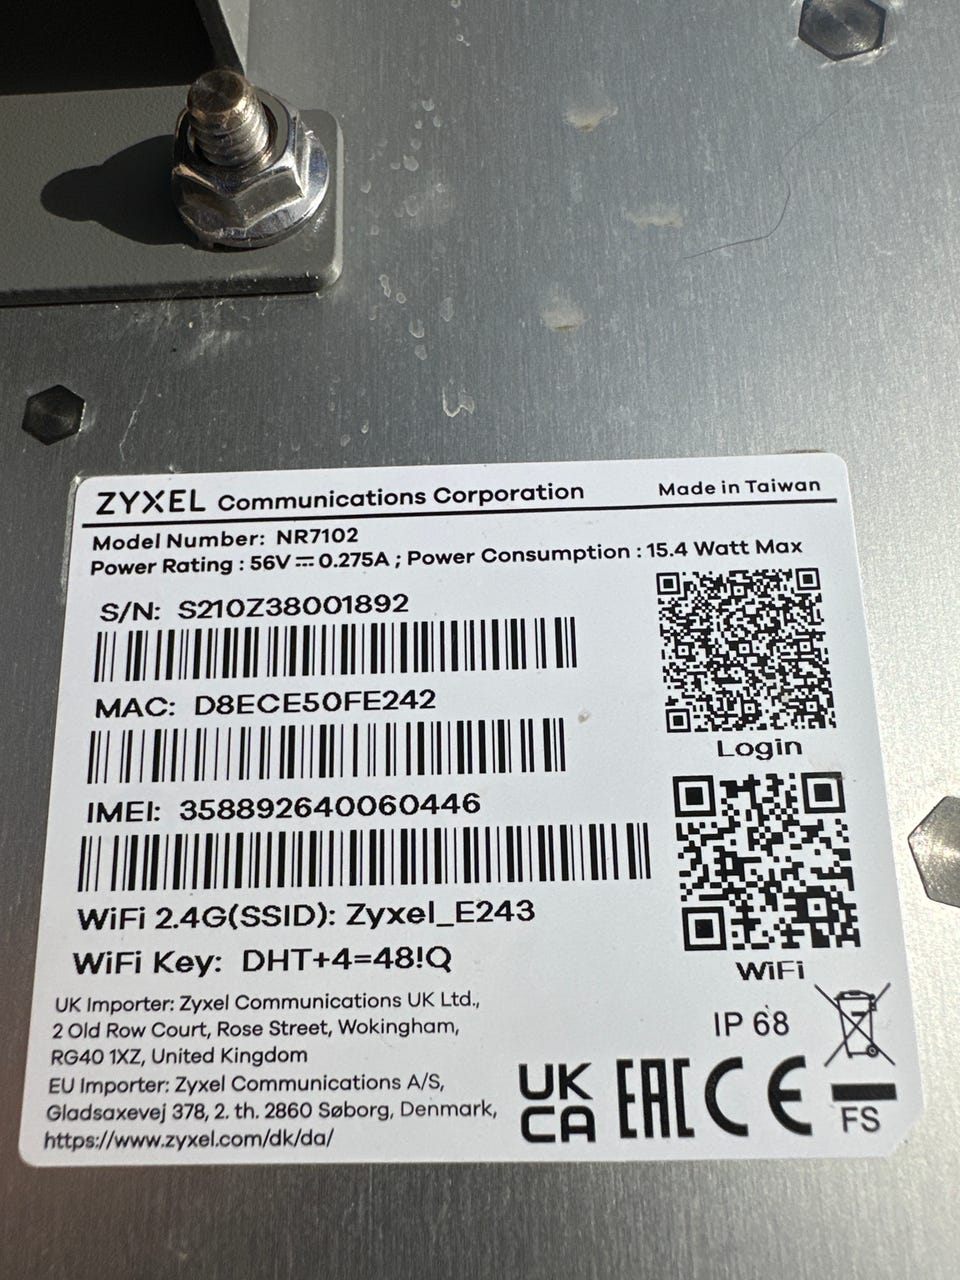 ZYXEL Communications Corporation Made in Taiwan
Model Number: NR7102
Power Rating : 56V ⎓ 0.275A ; Power Consumption : 15.4 Watt Max
S/N: S210Z38001892
MAC: D8ECE50FE242
Login
IMEI: 358892640060446
WiFi 2.4G(SSID): Zyxel_E243
WiFi Key: DHT+4=48!Q
WiFi
UK Importer: Zyxel Communications UK Ltd.,
2 Old Row Court, Rose Street, Wokingham,
RG40 1XZ, United Kingdom
EU Importer: Zyxel Communications A/S,
Gladsaxevej 378, 2. th. 2860 Søborg, Denmark,
https://www.zyxel.com/dk/da/
IP 68
UK
CA EAC CE
FS